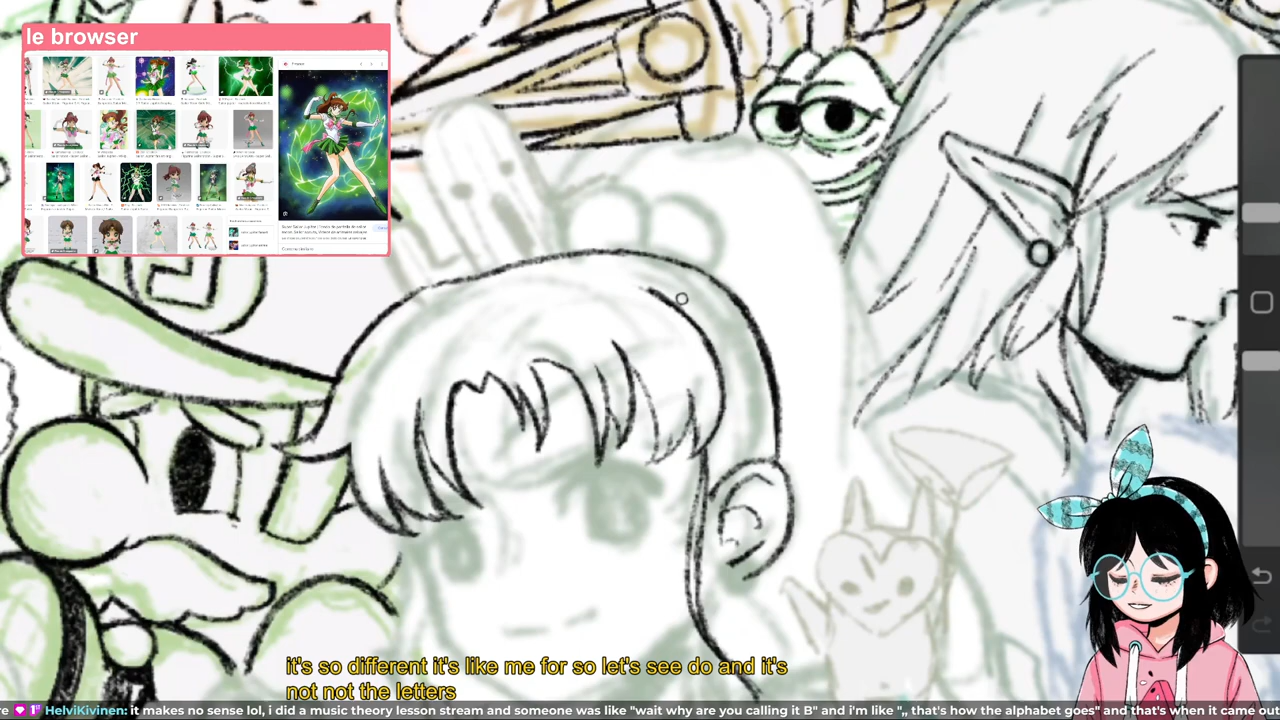 le browser
it's so different it's like me for so let's see do and it's
not not the letters
re 1 HelviKivinen: it makes no sense lol, i did a music theory lesson stream and someone was like "wait why are you calling it B" and i'm like ",, that's how the alphabet goes" and that's when it came out